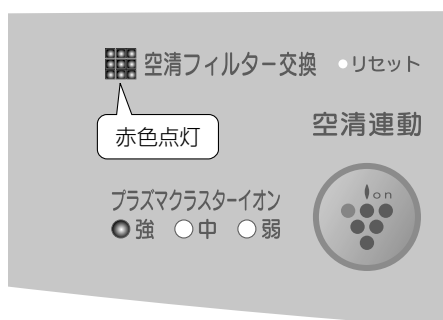 空清フィルター交換 リセット
赤色点灯
空清連動
プラズマクラスターイオン
強 中 弱
Ion